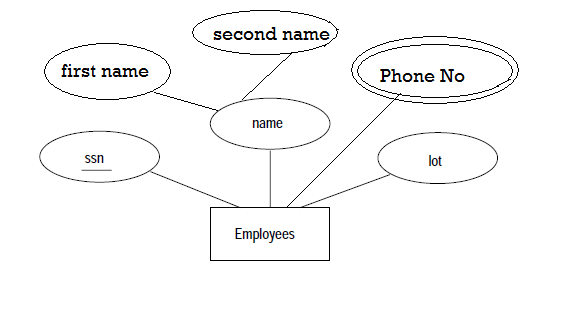 second name
first name
Phone No
name
ssn
lot
Employees